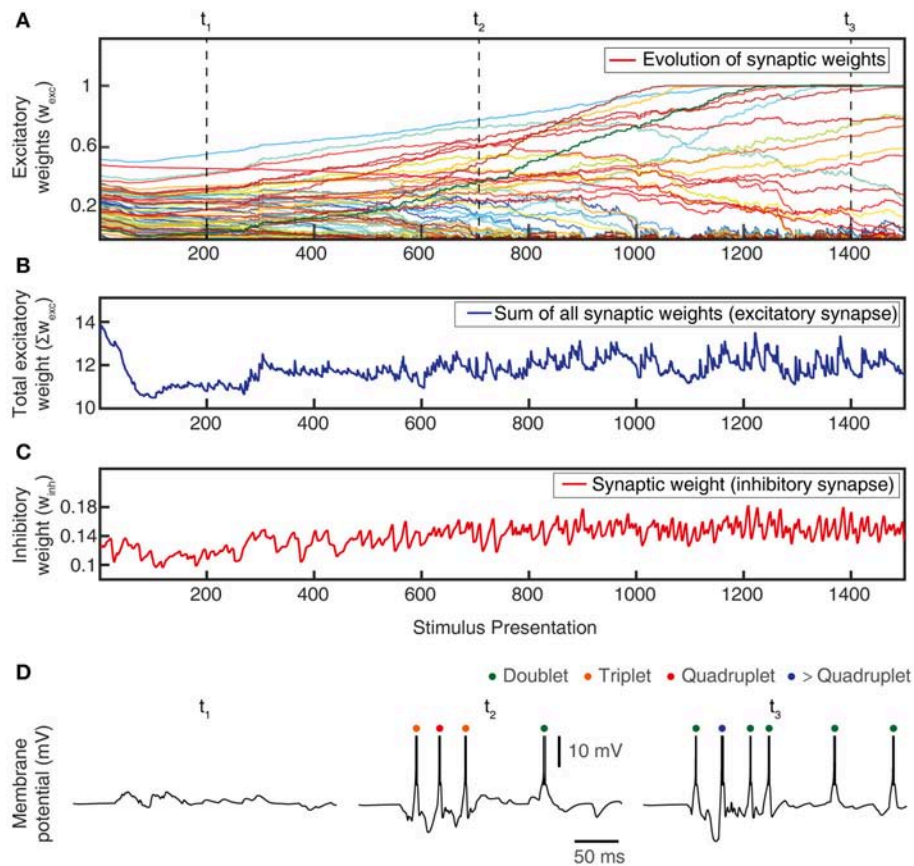 A
t1 t2 t3
Evolution of synaptic weights
Excitatory
weights (wexc)
1
0.6
0.2
200 400 600 800 1000 1200 1400
B
Sum of all synaptic weights (excitatory synapse)
Total excitatory
weight (Σwexc)
14
12
10
200 400 600 800 1000 1200 1400
C
Synaptic weight (inhibitory synapse)
Inhibitory
weight (winh)
0.18
0.14
0.1
200 400 600 800 1000 1200 1400
Stimulus Presentation
D
Doublet Triplet Quadruplet > Quadruplet
t1 t2 t3
Membrane
potential (mV)
10 mV
50 ms